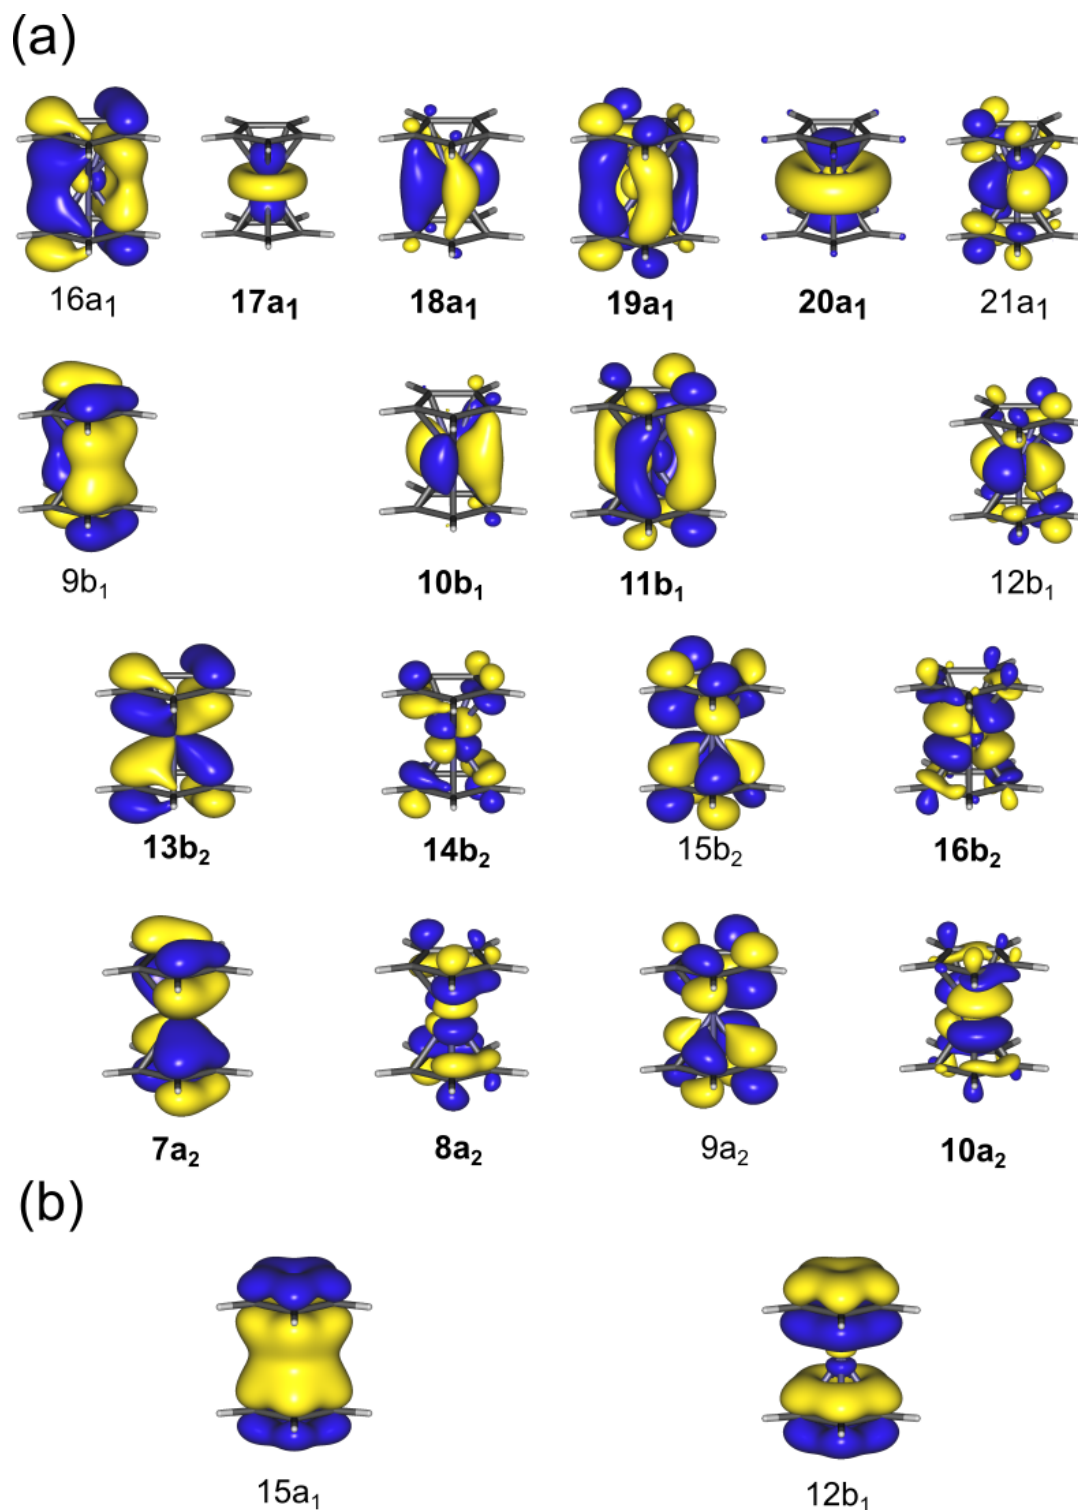 (a)
16a₁ 17a₁ 18a₁ 19a₁ 20a₁ 21a₁
9b₁ 10b₁ 11b₁ 12b₁
13b₂ 14b₂ 15b₂ 16b₂
7a₂ 8a₂ 9a₂ 10a₂
(b)
15a₁ 12b₁